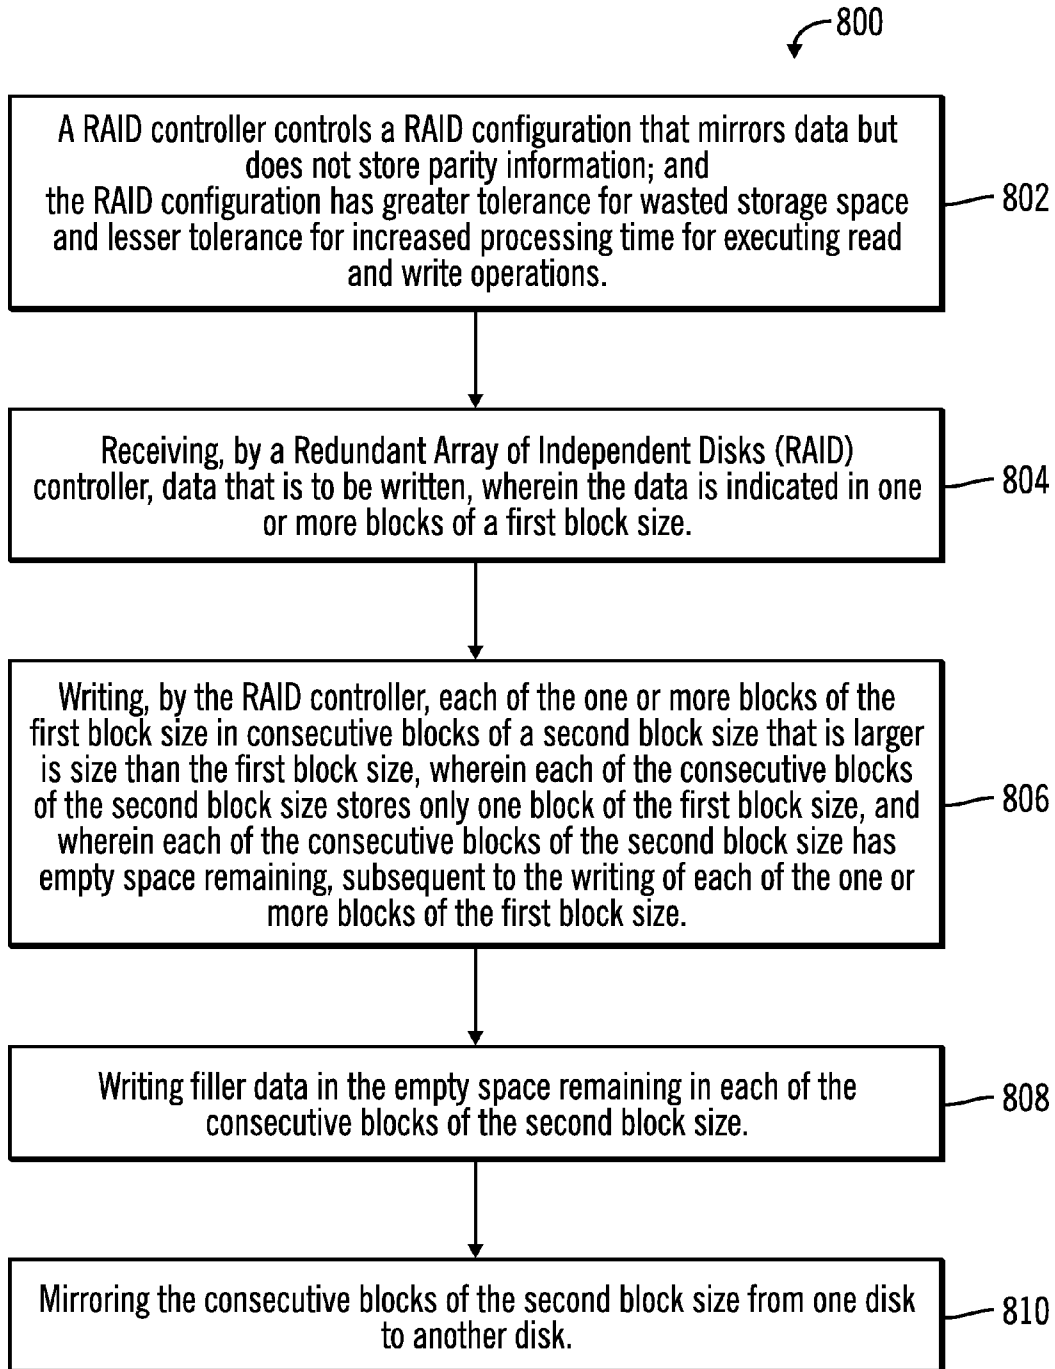 800
A RAID controller controls a RAID configuration that mirrors data but
does not store parity information; and
the RAID configuration has greater tolerance for wasted storage space
and lesser tolerance for increased processing time for executing read
and write operations.
802
Receiving, by a Redundant Array of Independent Disks (RAID)
controller, data that is to be written, wherein the data is indicated in one
or more blocks of a first block size.
804
Writing, by the RAID controller, each of the one or more blocks of the
first block size in consecutive blocks of a second block size that is larger
is size than the first block size, wherein each of the consecutive blocks
of the second block size stores only one block of the first block size, and
wherein each of the consecutive blocks of the second block size has
empty space remaining, subsequent to the writing of each of the one or
more blocks of the first block size.
806
Writing filler data in the empty space remaining in each of the
consecutive blocks of the second block size.
808
Mirroring the consecutive blocks of the second block size from one disk
to another disk.
810